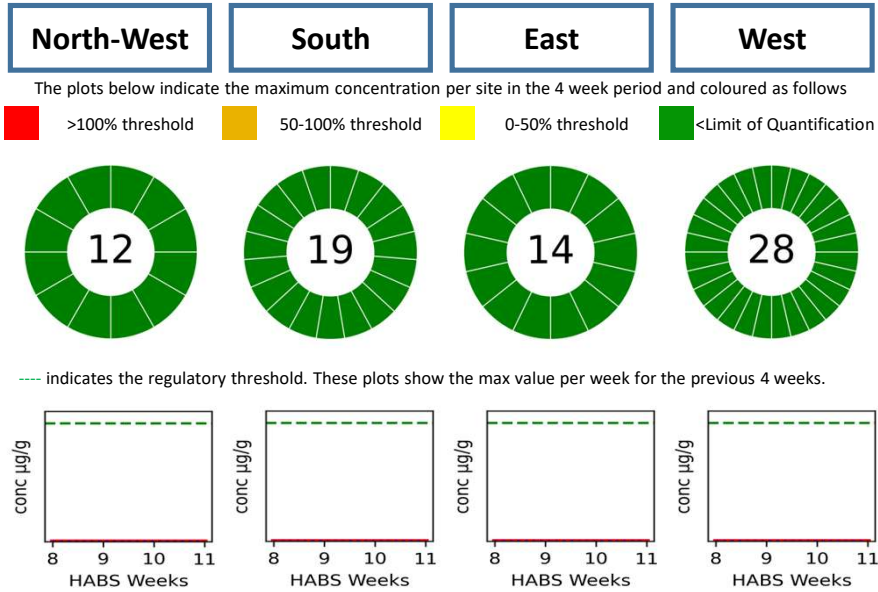 North-West South East West
The plots below indicate the maximum concentration per site in the 4 week period and coloured as follows
>100% threshold 50-100% threshold 0-50% threshold <Limit of Quantification
12 19 14 28
---- indicates the regulatory threshold. These plots show the max value per week for the previous 4 weeks.
conc µg/g conc µg/g conc µg/g conc µg/g
8 9 10 11 8 9 10 11 8 9 10 11 8 9 10 11
HABS Weeks HABS Weeks HABS Weeks HABS Weeks